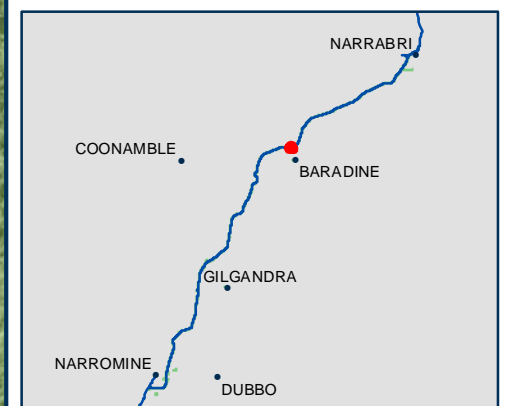 NARRABRI
COONAMBLE
BARADINE
GILGANDRA
NARROMINE
DUBBO